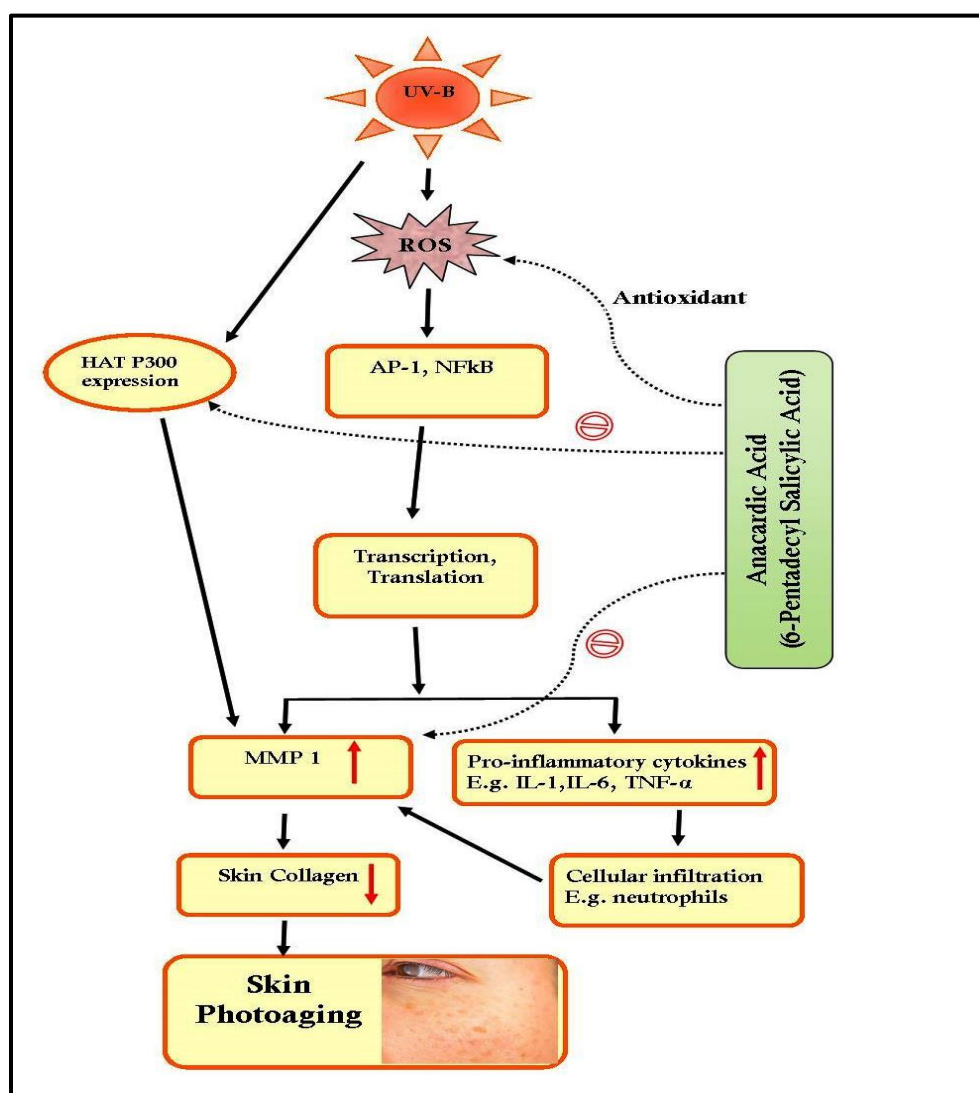 UV-B
ROS
Antioxidant
HAT P300
expression
AP-1, NFkB
Anacardic Acid
(6-Pentadecyl Salicylic Acid)
Transcription,
Translation
MMP 1
Pro-inflammatory cytokines
E.g. IL-1,IL-6, TNF-α
Skin Collagen
Cellular infiltration
E.g. neutrophils
Skin
Photoaging